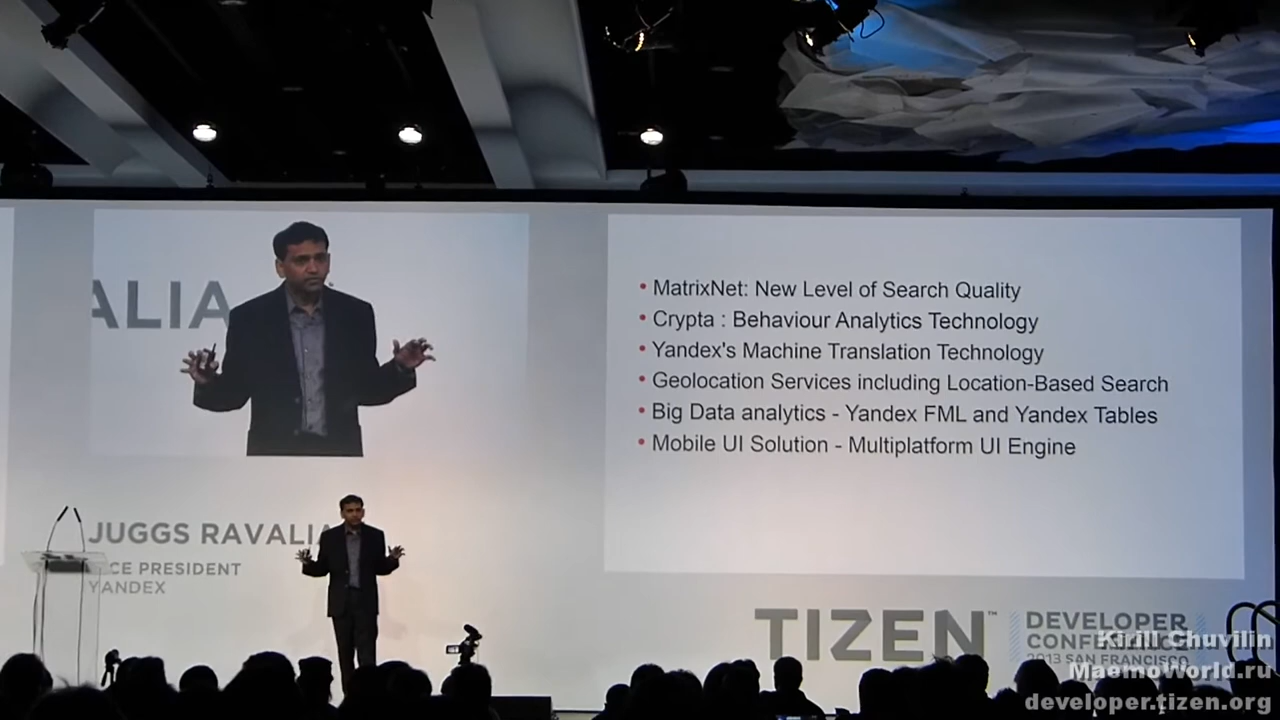 ALIA
• MatrixNet: New Level of Search Quality
• Crypta : Behaviour Analytics Technology
• Yandex's Machine Translation Technology
• Geolocation Services including Location-Based Search
• Big Data analytics - Yandex FML and Yandex Tables
• Mobile UI Solution - Multiplatform UI Engine
JUGGS RAVALIA
CE PRESIDENT
YANDEX
TIZEN™
DEVELOPER
CONFERENCE
2013 SAN FRANCISCO
Kirill Chuvilin
MaemoWorld.ru
developer.tizen.org